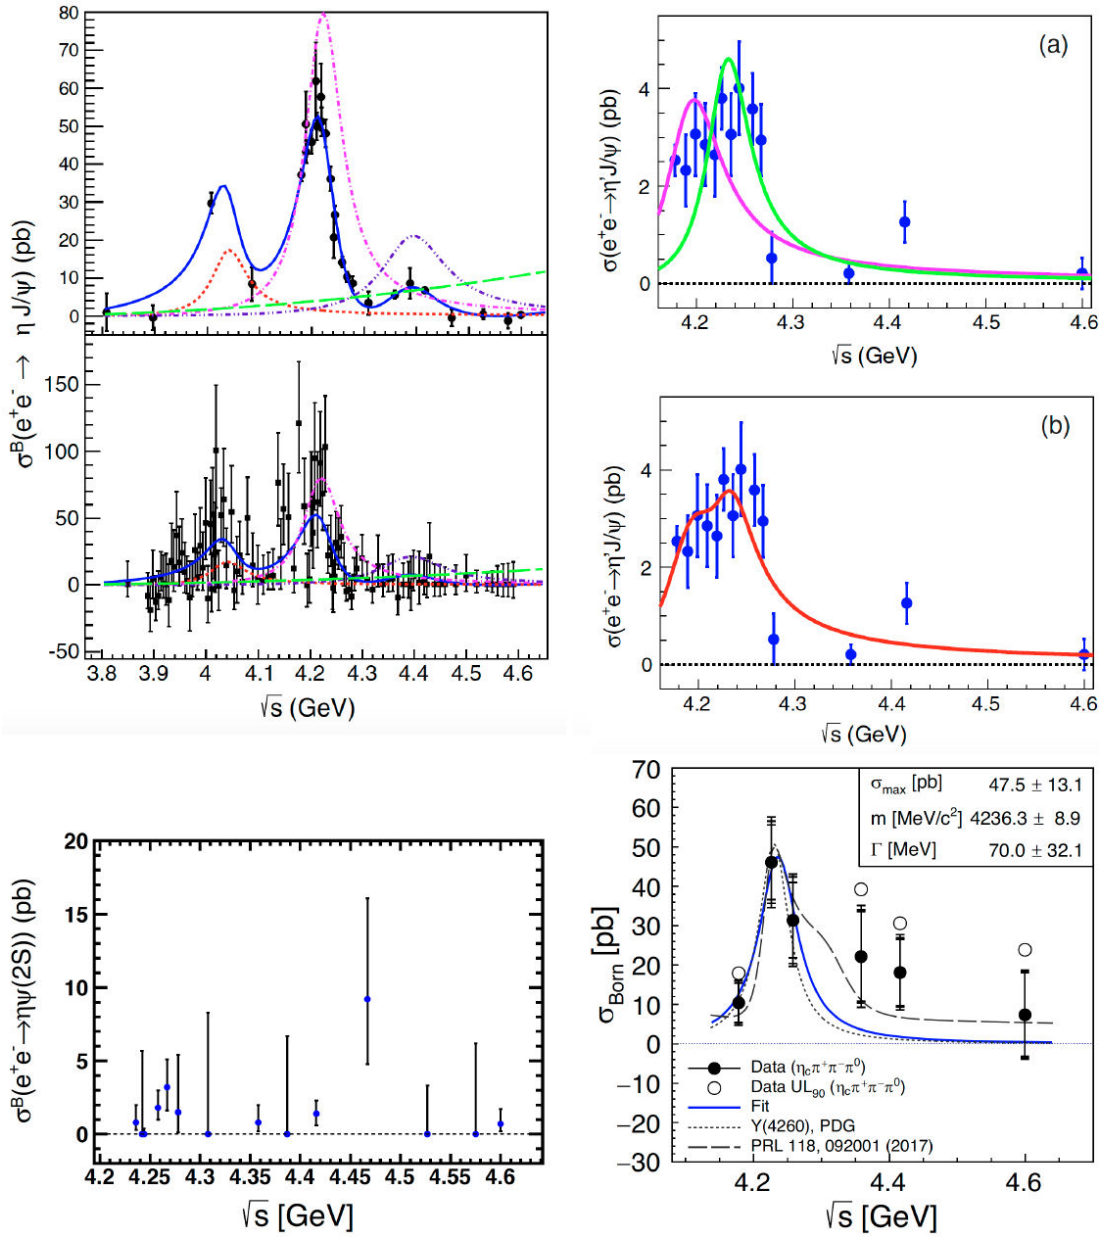 σᴮ(e⁺e⁻ → η J/ψ) (pb)
80
70
60
50
40
30
20
10
0
150
100
50
0
-50
3.8 3.9 4 4.1 4.2 4.3 4.4 4.5 4.6
√s (GeV)
(a)
σ(e⁺e⁻→η'J/ψ) (pb)
4
2
0
4.2 4.3 4.4 4.5 4.6
√s (GeV)
(b)
σ(e⁺e⁻→η'J/ψ) (pb)
4
2
0
4.2 4.3 4.4 4.5 4.6
√s (GeV)
σᴮ(e⁺e⁻→ηψ(2S)) (pb)
20
15
10
5
0
4.2 4.25 4.3 4.35 4.4 4.45 4.5 4.55 4.6
√s [GeV]
σ_Born [pb]
70
60
50
40
30
20
10
0
−10
−20
−30
σ_max [pb] 47.5 ± 13.1
m [MeV/c²] 4236.3 ± 8.9
Γ [MeV] 70.0 ± 32.1
Data (η_cπ⁺π⁻π⁰)
Data UL₉₀ (η_cπ⁺π⁻π⁰)
Fit
Y(4260), PDG
PRL 118, 092001 (2017)
4.2 4.4 4.6
√s [GeV]